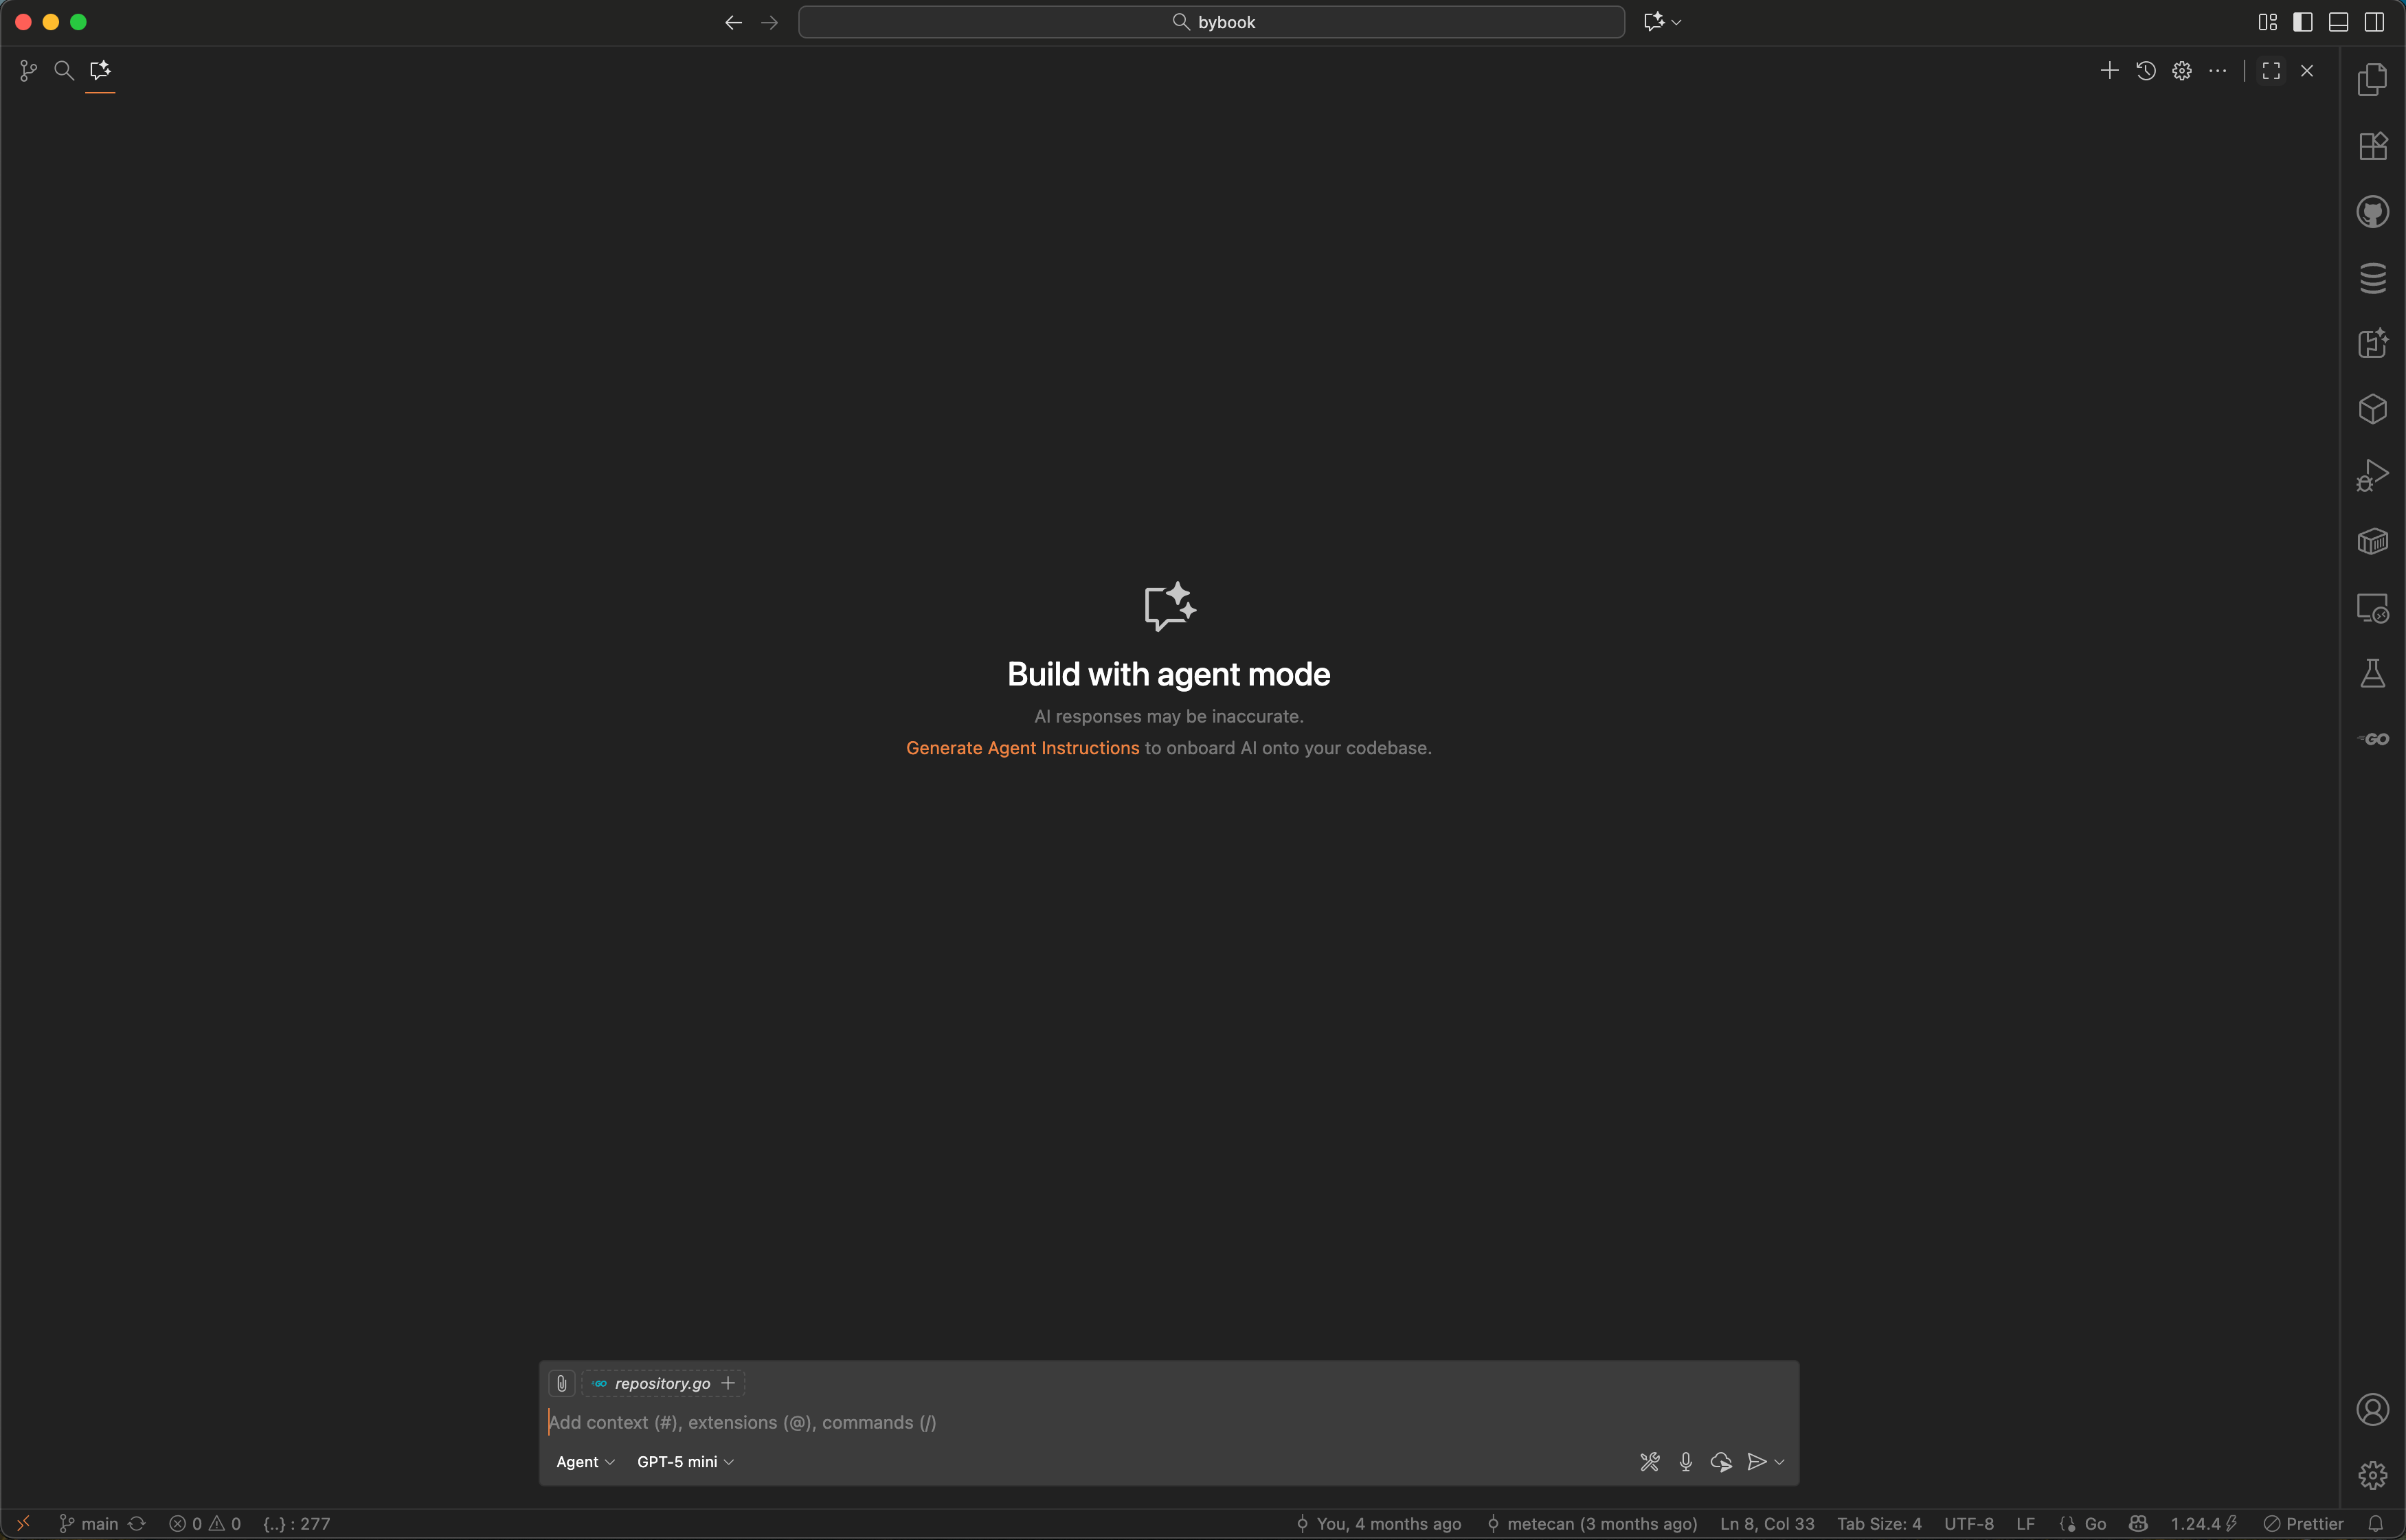 bybook
Build with agent mode
AI responses may be inaccurate.
Generate Agent Instructions to onboard AI onto your codebase.
GO
GO repository.go
Add context (#), extensions (@), commands (/)
Agent GPT-5 mini
main 0 0 {..} : 277 You, 4 months ago metecan (3 months ago) Ln 8, Col 33 Tab Size: 4 UTF-8 LF Go 1.24.4 Prettier